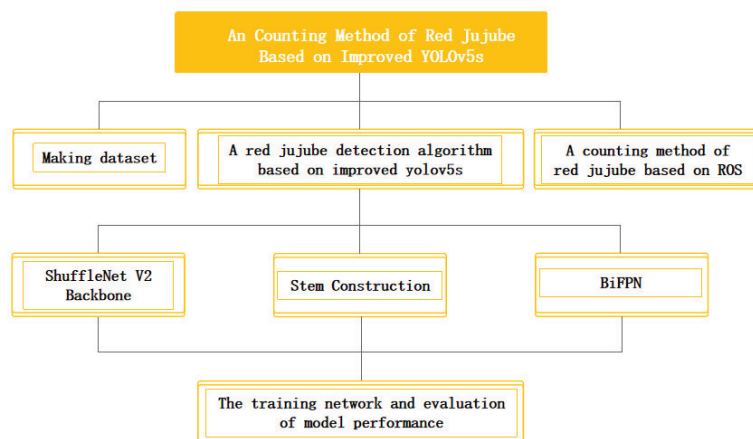 An Counting Method of Red Jujube
Based on Improved YOLOv5s
Making dataset
A red jujube detection algorithm
based on improved yolov5s
A counting method of
red jujube based on ROS
ShuffleNet V2
Backbone
Stem Construction
BiFPN
The training network and evaluation
of model performance